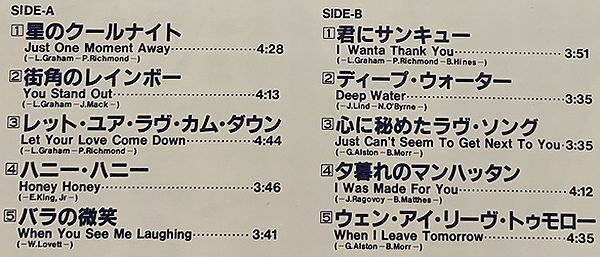 SIDE-A
1 星のクールナイト
Just One Moment Away 4:28
(–L.Graham–P.Richmond–)
2 街角のレインボー
You Stand Out 4:13
(–L.Graham–J.Mack–)
3 レット・ユア・ラヴ・カム・ダウン
Let Your Love Come Down 4:44
(–L.Graham–P.Richmond–)
4 ハニー・ハニー
Honey Honey 3:46
(–E.King, Jr–)
5 バラの微笑
When You See Me Laughing 3:41
(–W.Lovett–)
SIDE-B
1 君にサンキュー
I Wanta Thank You 3:51
(–L.Graham–P.Richmond–B.Hines–)
2 ディープ・ウォーター
Deep Water 3:35
(–J.Lind–N.O'Byrne–)
3 心に秘めたラヴ・ソング
Just Can't Seem To Get Next To You 3:35
(–G.Alston–B.Morr–)
4 夕暮れのマンハッタン
I Was Made For You 4:12
(–J.Ragovoy–B.Matthes–)
5 ウェン・アイ・リーヴ・トゥモロー
When I Leave Tomorrow 4:35
(–G.Alston–B.Morr–)